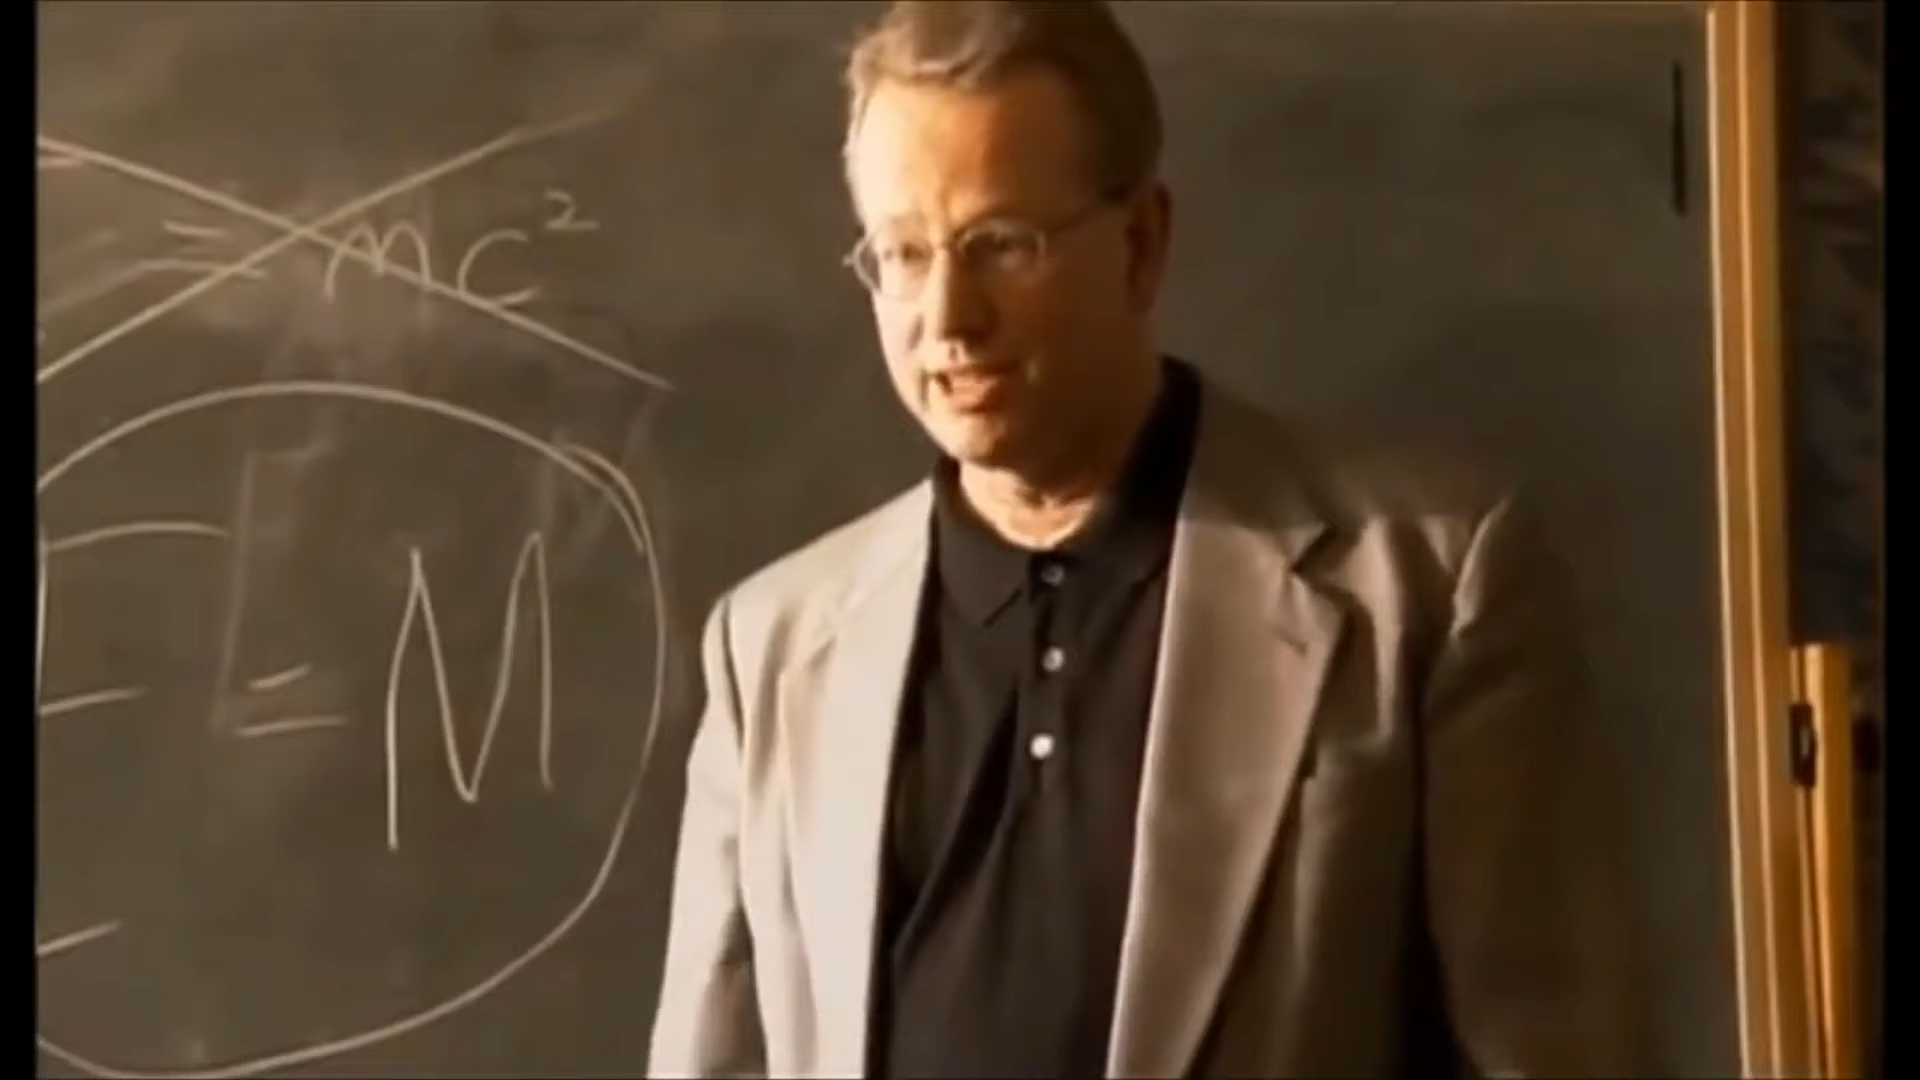 = mc²
E = M